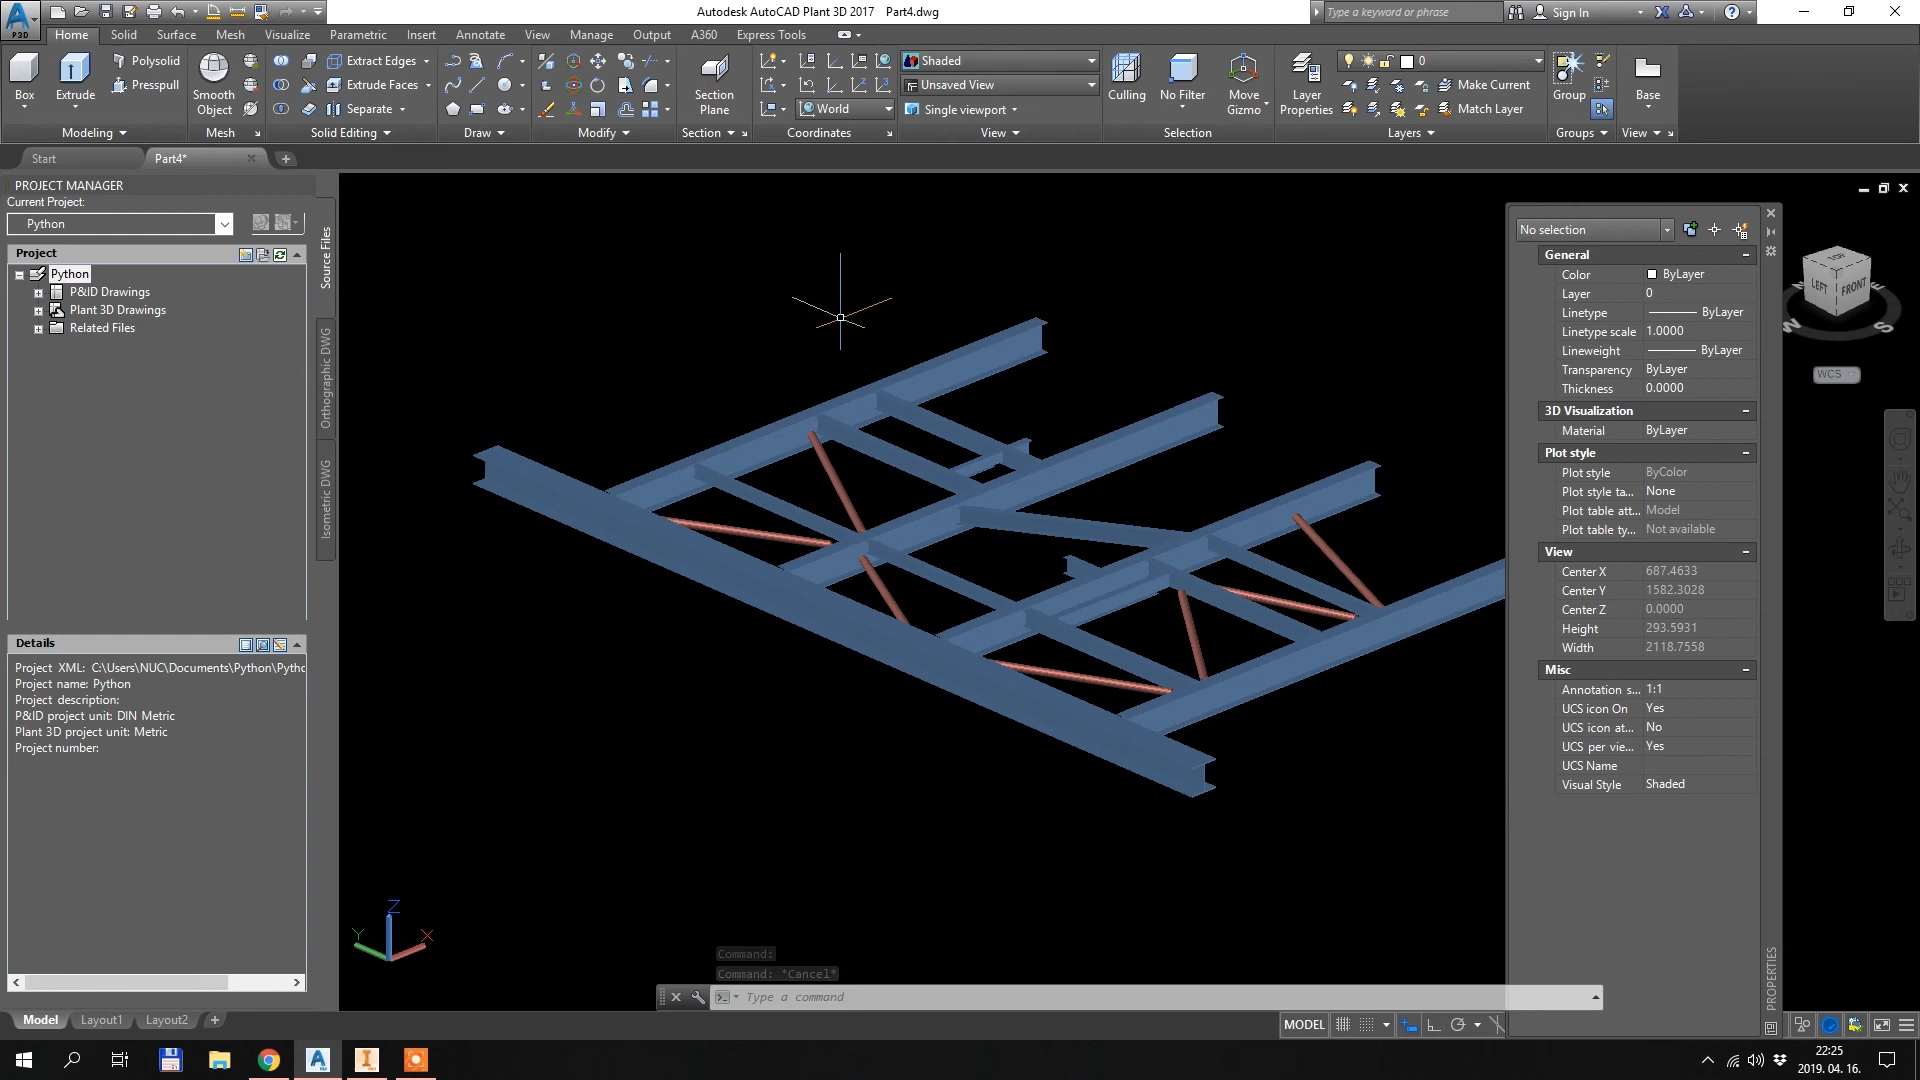 Autodesk AutoCAD Plant 3D 2017 Part4.dwg
Type a keyword or phrase
Sign In
P3D
Home Solid Surface Mesh Visualize Parametric Insert Annotate View Manage Output A360 Express Tools
Box
Extrude
Polysolid
Presspull
Modeling
Smooth
Object
Mesh
Extract Edges
Extrude Faces
Separate
Solid Editing
Draw
Modify
Section
Plane
Section
World
Coordinates
Shaded
Unsaved View
Single viewport
View
Culling
No Filter
Move
Gizmo
Selection
Layer
Properties
0
Make Current
Match Layer
Layers
Group
Groups
Base
View
Start
Part4*
PROJECT MANAGER
Current Project:
Python
Project
Python
P&ID Drawings
Plant 3D Drawings
Related Files
Source Files
Orthographic DWG
Isometric DWG
Details
Project XML: C:\Users\NUC\Documents\Python\Pytho
Project name: Python
Project description:
P&ID project unit: DIN Metric
Plant 3D project unit: Metric
Project number:
No selection
General
Color ByLayer
Layer 0
Linetype ByLayer
Linetype scale 1.0000
Lineweight ByLayer
Transparency ByLayer
Thickness 0.0000
3D Visualization
Material ByLayer
Plot style
Plot style ByColor
Plot style ta... None
Plot table att... Model
Plot table ty... Not available
View
Center X 687.4633
Center Y 1582.3028
Center Z 0.0000
Height 293.5931
Width 2118.7558
Misc
Annotation s... 1:1
UCS icon On Yes
UCS icon at... No
UCS per vie... Yes
UCS Name
Visual Style Shaded
PROPERTIES
TOP
LEFT
FRONT
W
S
WCS
Z
Y
X
Command:
Command: *Cancel*
Type a command
Model
Layout1
Layout2
MODEL
22:25
2019. 04. 16.